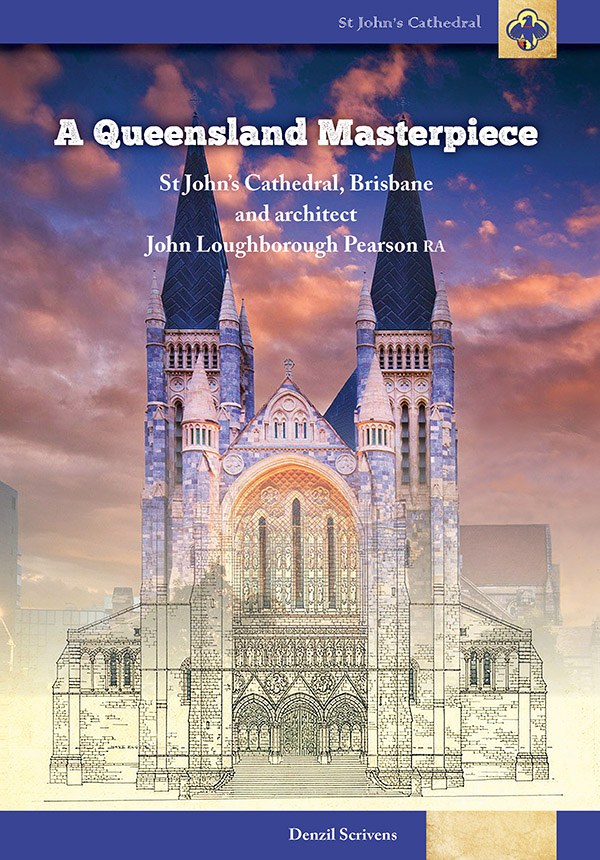 St John's Cathedral
A Queensland Masterpiece
St John's Cathedral, Brisbane
and architect
John Loughborough Pearson RA
Denzil Scrivens